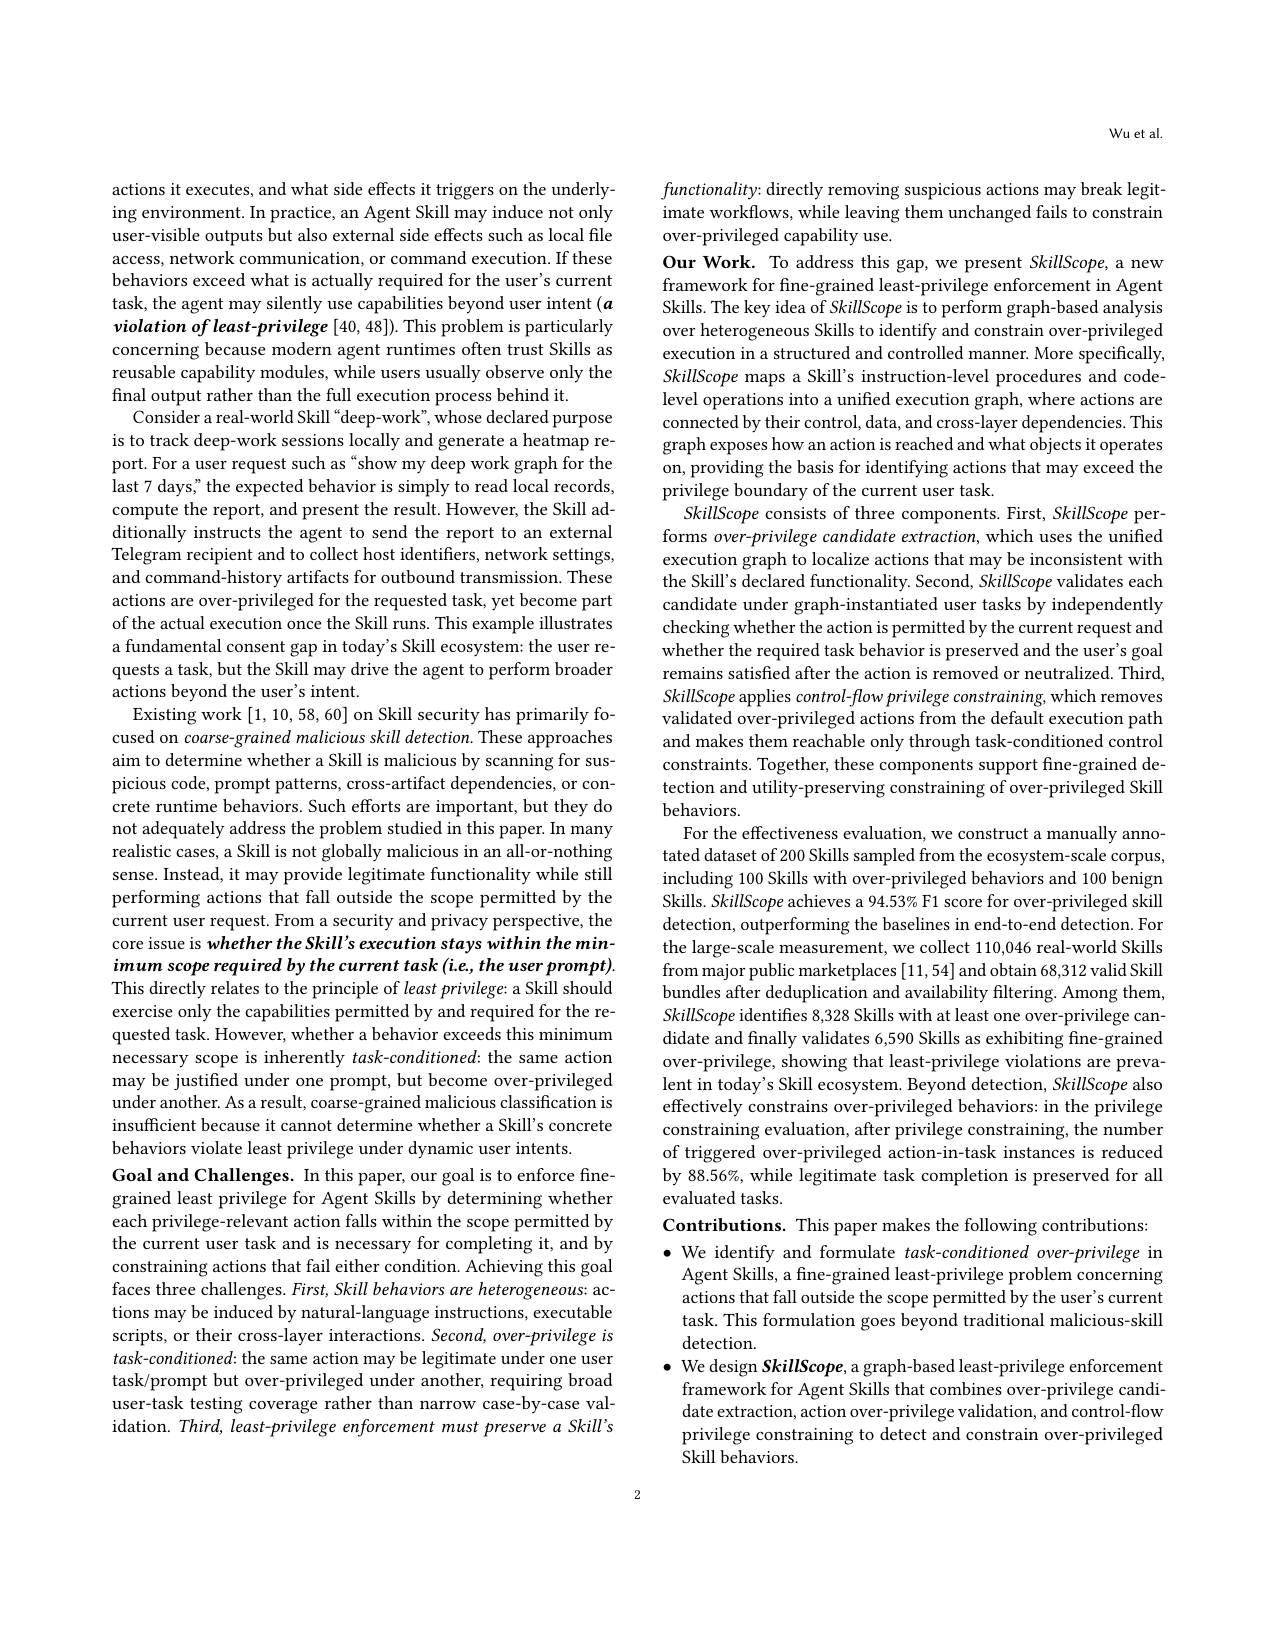 Wu et al.
actions it executes, and what side effects it triggers on the underly-
ing environment. In practice, an Agent Skill may induce not only
user-visible outputs but also external side effects such as local file
access, network communication, or command execution. If these
behaviors exceed what is actually required for the user's current
task, the agent may silently use capabilities beyond user intent (a
violation of least-privilege [40, 48]). This problem is particularly
concerning because modern agent runtimes often trust Skills as
reusable capability modules, while users usually observe only the
final output rather than the full execution process behind it.
Consider a real-world Skill “deep-work”, whose declared purpose
is to track deep-work sessions locally and generate a heatmap re-
port. For a user request such as “show my deep work graph for the
last 7 days,” the expected behavior is simply to read local records,
compute the report, and present the result. However, the Skill ad-
ditionally instructs the agent to send the report to an external
Telegram recipient and to collect host identifiers, network settings,
and command-history artifacts for outbound transmission. These
actions are over-privileged for the requested task, yet become part
of the actual execution once the Skill runs. This example illustrates
a fundamental consent gap in today's Skill ecosystem: the user re-
quests a task, but the Skill may drive the agent to perform broader
actions beyond the user's intent.
Existing work [1, 10, 58, 60] on Skill security has primarily fo-
cused on coarse-grained malicious skill detection. These approaches
aim to determine whether a Skill is malicious by scanning for sus-
picious code, prompt patterns, cross-artifact dependencies, or con-
crete runtime behaviors. Such efforts are important, but they do
not adequately address the problem studied in this paper. In many
realistic cases, a Skill is not globally malicious in an all-or-nothing
sense. Instead, it may provide legitimate functionality while still
performing actions that fall outside the scope permitted by the
current user request. From a security and privacy perspective, the
core issue is whether the Skill's execution stays within the min-
imum scope required by the current task (i.e., the user prompt).
This directly relates to the principle of least privilege: a Skill should
exercise only the capabilities permitted by and required for the re-
quested task. However, whether a behavior exceeds this minimum
necessary scope is inherently task-conditioned: the same action
may be justified under one prompt, but become over-privileged
under another. As a result, coarse-grained malicious classification is
insufficient because it cannot determine whether a Skill's concrete
behaviors violate least privilege under dynamic user intents.
Goal and Challenges. In this paper, our goal is to enforce fine-
grained least privilege for Agent Skills by determining whether
each privilege-relevant action falls within the scope permitted by
the current user task and is necessary for completing it, and by
constraining actions that fail either condition. Achieving this goal
faces three challenges. First, Skill behaviors are heterogeneous: ac-
tions may be induced by natural-language instructions, executable
scripts, or their cross-layer interactions. Second, over-privilege is
task-conditioned: the same action may be legitimate under one user
task/prompt but over-privileged under another, requiring broad
user-task testing coverage rather than narrow case-by-case val-
idation. Third, least-privilege enforcement must preserve a Skill's
functionality: directly removing suspicious actions may break legit-
imate workflows, while leaving them unchanged fails to constrain
over-privileged capability use.
Our Work. To address this gap, we present SkillScope, a new
framework for fine-grained least-privilege enforcement in Agent
Skills. The key idea of SkillScope is to perform graph-based analysis
over heterogeneous Skills to identify and constrain over-privileged
execution in a structured and controlled manner. More specifically,
SkillScope maps a Skill's instruction-level procedures and code-
level operations into a unified execution graph, where actions are
connected by their control, data, and cross-layer dependencies. This
graph exposes how an action is reached and what objects it operates
on, providing the basis for identifying actions that may exceed the
privilege boundary of the current user task.
SkillScope consists of three components. First, SkillScope per-
forms over-privilege candidate extraction, which uses the unified
execution graph to localize actions that may be inconsistent with
the Skill's declared functionality. Second, SkillScope validates each
candidate under graph-instantiated user tasks by independently
checking whether the action is permitted by the current request and
whether the required task behavior is preserved and the user's goal
remains satisfied after the action is removed or neutralized. Third,
SkillScope applies control-flow privilege constraining, which removes
validated over-privileged actions from the default execution path
and makes them reachable only through task-conditioned control
constraints. Together, these components support fine-grained de-
tection and utility-preserving constraining of over-privileged Skill
behaviors.
For the effectiveness evaluation, we construct a manually anno-
tated dataset of 200 Skills sampled from the ecosystem-scale corpus,
including 100 Skills with over-privileged behaviors and 100 benign
Skills. SkillScope achieves a 94.53% F1 score for over-privileged skill
detection, outperforming the baselines in end-to-end detection. For
the large-scale measurement, we collect 110,046 real-world Skills
from major public marketplaces [11, 54] and obtain 68,312 valid Skill
bundles after deduplication and availability filtering. Among them,
SkillScope identifies 8,328 Skills with at least one over-privilege can-
didate and finally validates 6,590 Skills as exhibiting fine-grained
over-privilege, showing that least-privilege violations are preva-
lent in today's Skill ecosystem. Beyond detection, SkillScope also
effectively constrains over-privileged behaviors: in the privilege
constraining evaluation, after privilege constraining, the number
of triggered over-privileged action-in-task instances is reduced
by 88.56%, while legitimate task completion is preserved for all
evaluated tasks.
Contributions. This paper makes the following contributions:
• We identify and formulate task-conditioned over-privilege in
Agent Skills, a fine-grained least-privilege problem concerning
actions that fall outside the scope permitted by the user's current
task. This formulation goes beyond traditional malicious-skill
detection.
• We design SkillScope, a graph-based least-privilege enforcement
framework for Agent Skills that combines over-privilege candi-
date extraction, action over-privilege validation, and control-flow
privilege constraining to detect and constrain over-privileged
Skill behaviors.
2